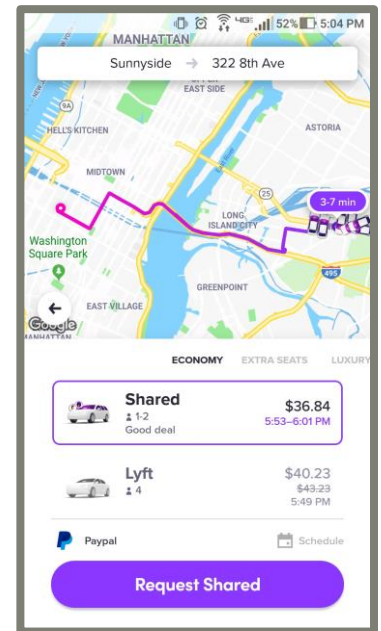 4G 52% 5:04 PM
MANHATTAN
Sunnyside → 322 8th Ave
EAST SIDE
9A
HELL'S KITCHEN
ASTORIA
MIDTOWN
25
3-7 min
LONG
ISLAND CITY
Washington
Square Park
495
GREENPOINT
EAST VILLAGE
Google
MANHATTAN
ECONOMY EXTRA SEATS LUXURY
Shared
1-2
Good deal
$36.84
5:53–6:01 PM
Lyft
4
$40.23
$43.23
5:49 PM
Paypal
Schedule
Request Shared